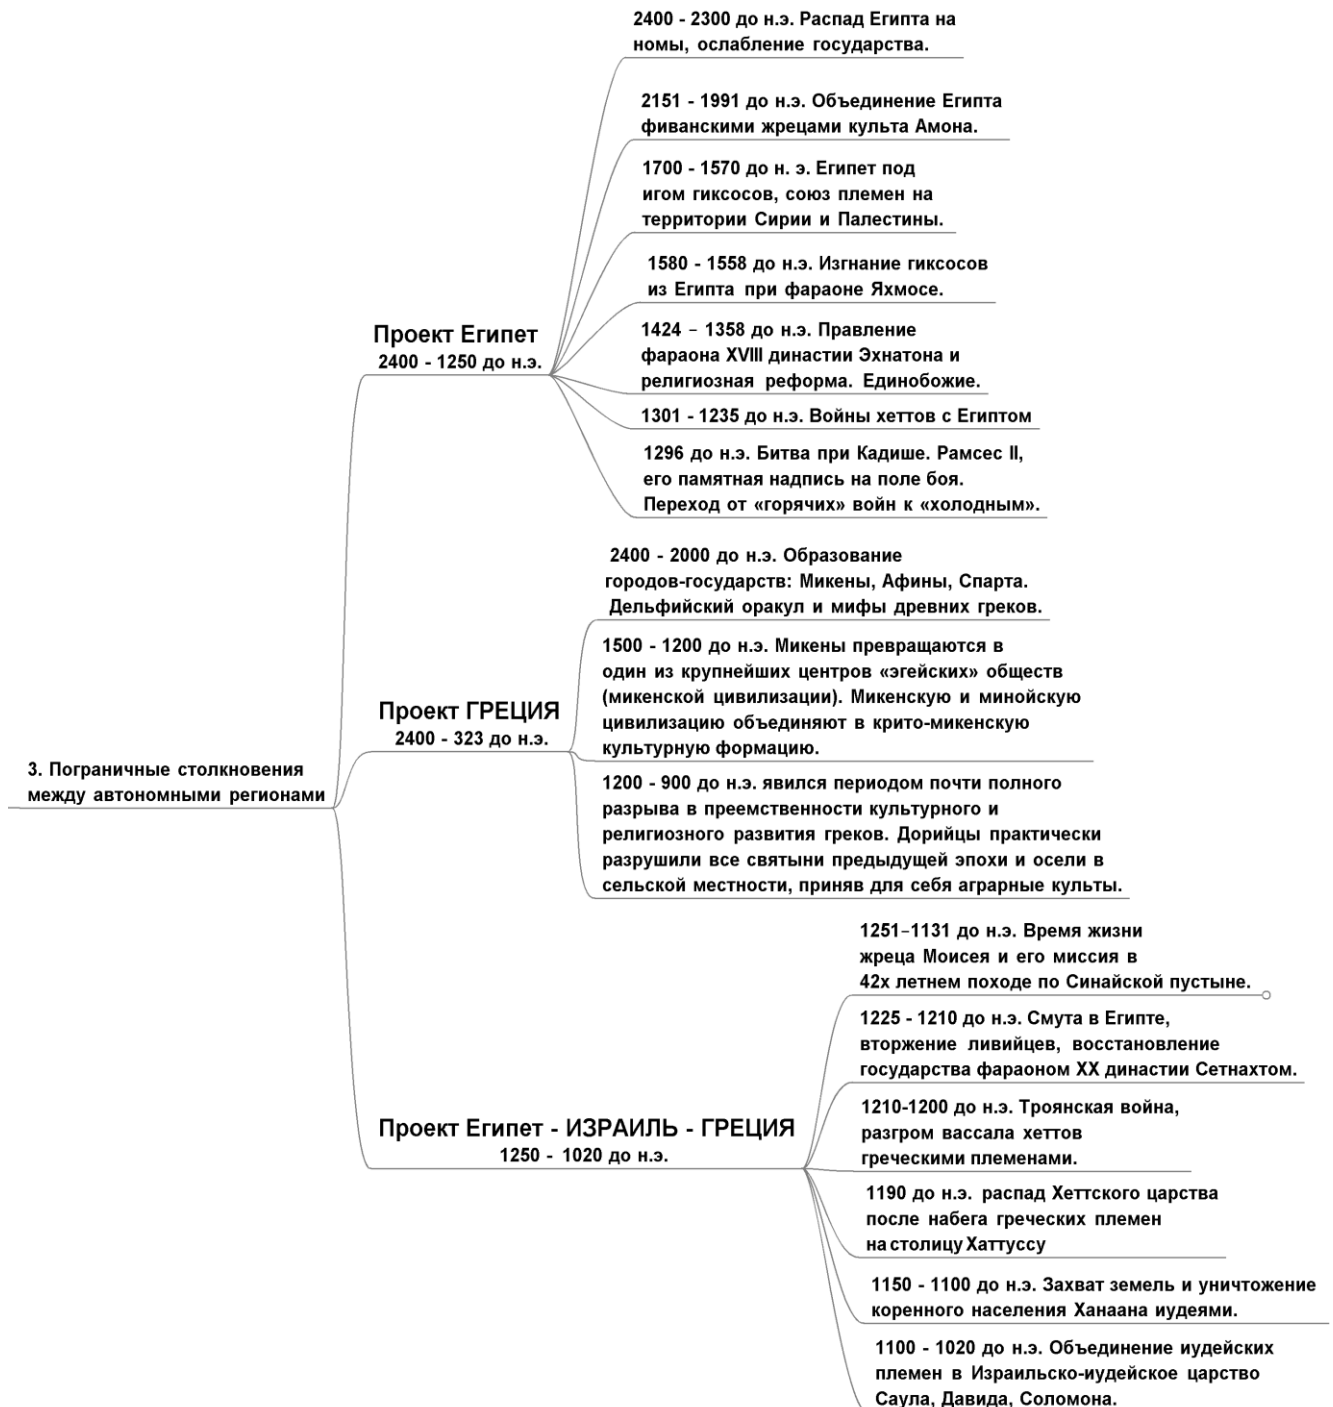 2400 - 2300 до н.э. Распад Египта на
номы, ослабление государства.
2151 - 1991 до н.э. Объединение Египта
фиванскими жрецами культа Амона.
1700 - 1570 до н. э. Египет под
игом гиксосов, союз племен на
территории Сирии и Палестины.
1580 - 1558 до н.э. Изгнание гиксосов
из Египта при фараоне Яхмосе.
Проект Египет
2400 - 1250 до н.э.
1424 – 1358 до н.э. Правление
фараона XVIII династии Эхнатона и
религиозная реформа. Единобожие.
1301 - 1235 до н.э. Войны хеттов с Египтом
1296 до н.э. Битва при Кадише. Рамсес II,
его памятная надпись на поле боя.
Переход от «горячих» войн к «холодным».
2400 - 2000 до н.э. Образование
городов-государств: Микены, Афины, Спарта.
Дельфийский оракул и мифы древних греков.
1500 - 1200 до н.э. Микены превращаются в
один из крупнейших центров «эгейских» обществ
(микенской цивилизации). Микенскую и минойскую
цивилизацию объединяют в крито-микенскую
культурную формацию.
Проект ГРЕЦИЯ
2400 - 323 до н.э.
3. Пограничные столкновения
между автономными регионами
1200 - 900 до н.э. явился периодом почти полного
разрыва в преемственности культурного и
религиозного развития греков. Дорийцы практически
разрушили все святыни предыдущей эпохи и осели в
сельской местности, приняв для себя аграрные культы.
1251–1131 до н.э. Время жизни
жреца Моисея и его миссия в
42х летнем походе по Синайской пустыне.
1225 - 1210 до н.э. Смута в Египте,
вторжение ливийцев, восстановление
государства фараоном XX династии Сетнахтом.
Проект Египет - ИЗРАИЛЬ - ГРЕЦИЯ
1250 - 1020 до н.э.
1210-1200 до н.э. Троянская война,
разгром вассала хеттов
греческими племенами.
1190 до н.э. распад Хеттского царства
после набега греческих племен
на столицу Хаттуссу
1150 - 1100 до н.э. Захват земель и уничтожение
коренного населения Ханаана иудеями.
1100 - 1020 до н.э. Объединение иудейских
племен в Израильско-иудейское царство
Саула, Давида, Соломона.